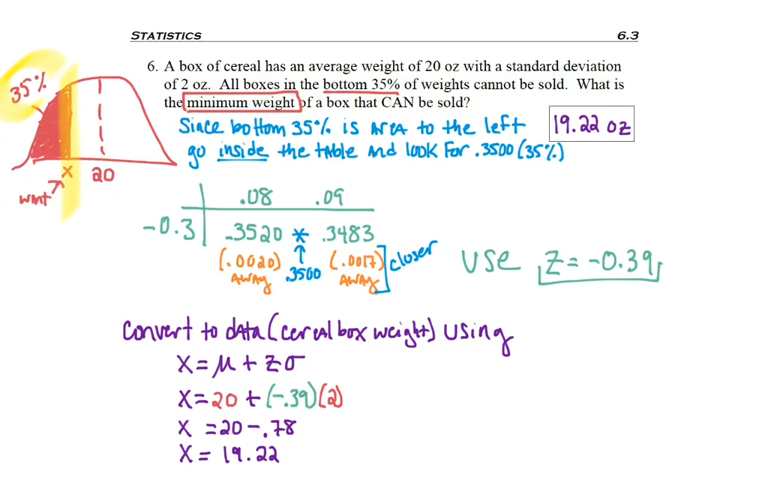 STATISTICS 6.3
6. A box of cereal has an average weight of 20 oz with a standard deviation
of 2 oz. All boxes in the bottom 35% of weights cannot be sold. What is
the minimum weight of a box that CAN be sold?
35%
x 20
want
Since bottom 35% is AREA to the left
go inside the table and look for .3500 (35%)
19.22 oz
.08 .09
-0.3 .3520 * .3483
(.0020) ↑ (.0017) closer
AWAY .3500 AWAY
USE z = -0.39
Convert to data (cereal box weight) using
X = μ + zσ
X = 20 + (-.39)(2)
X = 20 - .78
X = 19.22